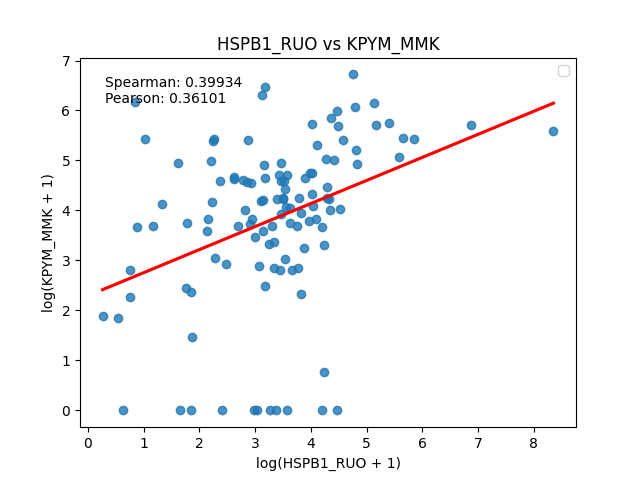 HSPB1_RUO vs KPYM_MMK
Spearman: 0.39934
Pearson: 0.36101
log(KPYM_MMK + 1)
7
6
5
4
3
2
1
0
0 1 2 3 4 5 6 7 8
log(HSPB1_RUO + 1)